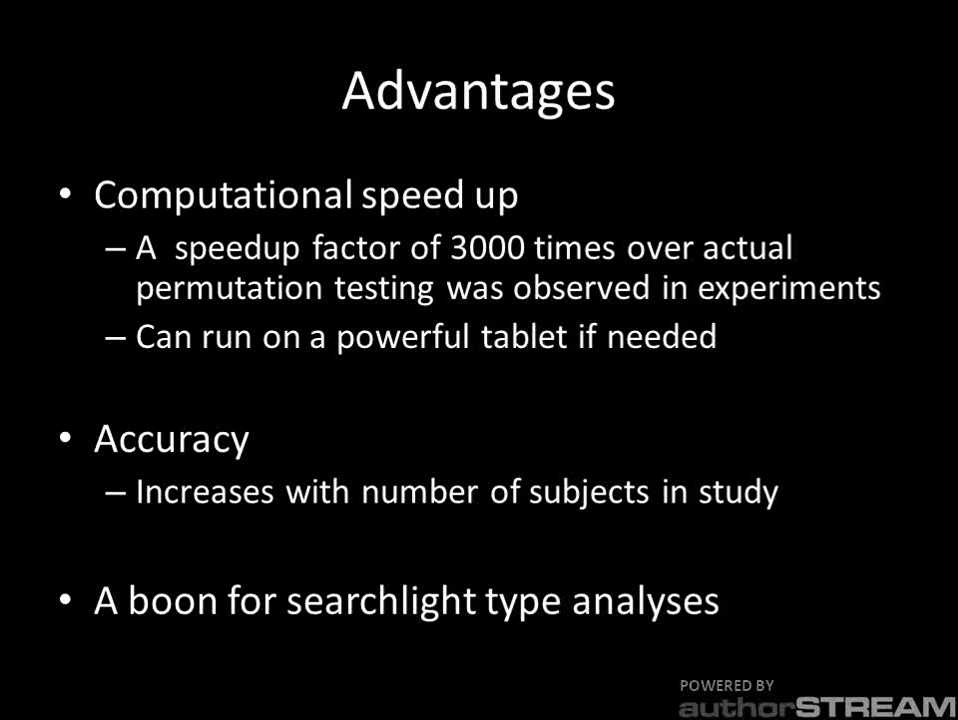 Advantages
• Computational speed up
– A speedup factor of 3000 times over actual
permutation testing was observed in experiments
– Can run on a powerful tablet if needed
• Accuracy
– Increases with number of subjects in study
• A boon for searchlight type analyses
POWERED BY
authorSTREAM